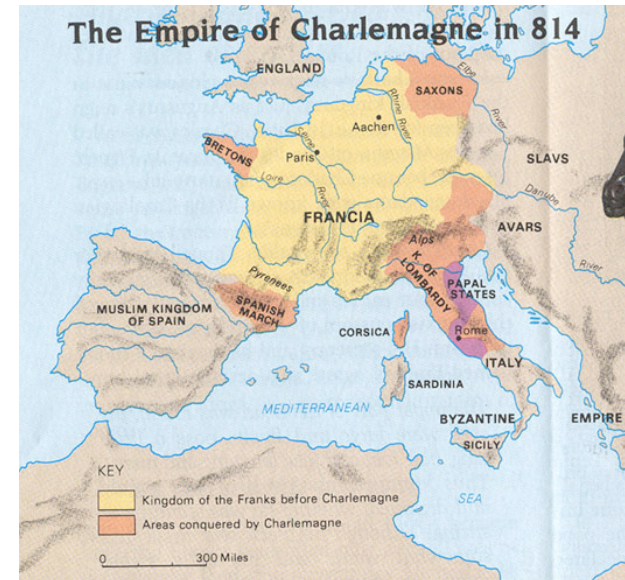 The Empire of Charlemagne in 814
ENGLAND
SAXONS
Elbe
River
Rhine River
Aachen
BRETONS
Seine
Paris
Loire
River
SLAVS
Danube
River
FRANCIA
AVARS
Alps
K. OF
LOMBARDY
Pyrenees
PAPAL
STATES
SPANISH
MARCH
MUSLIM KINGDOM
OF SPAIN
CORSICA
Rome
ITALY
SARDINIA
MEDITERRANEAN
BYZANTINE
EMPIRE
SICILY
SEA
KEY
Kingdom of the Franks before Charlemagne
Areas conquered by Charlemagne
0
300 Miles